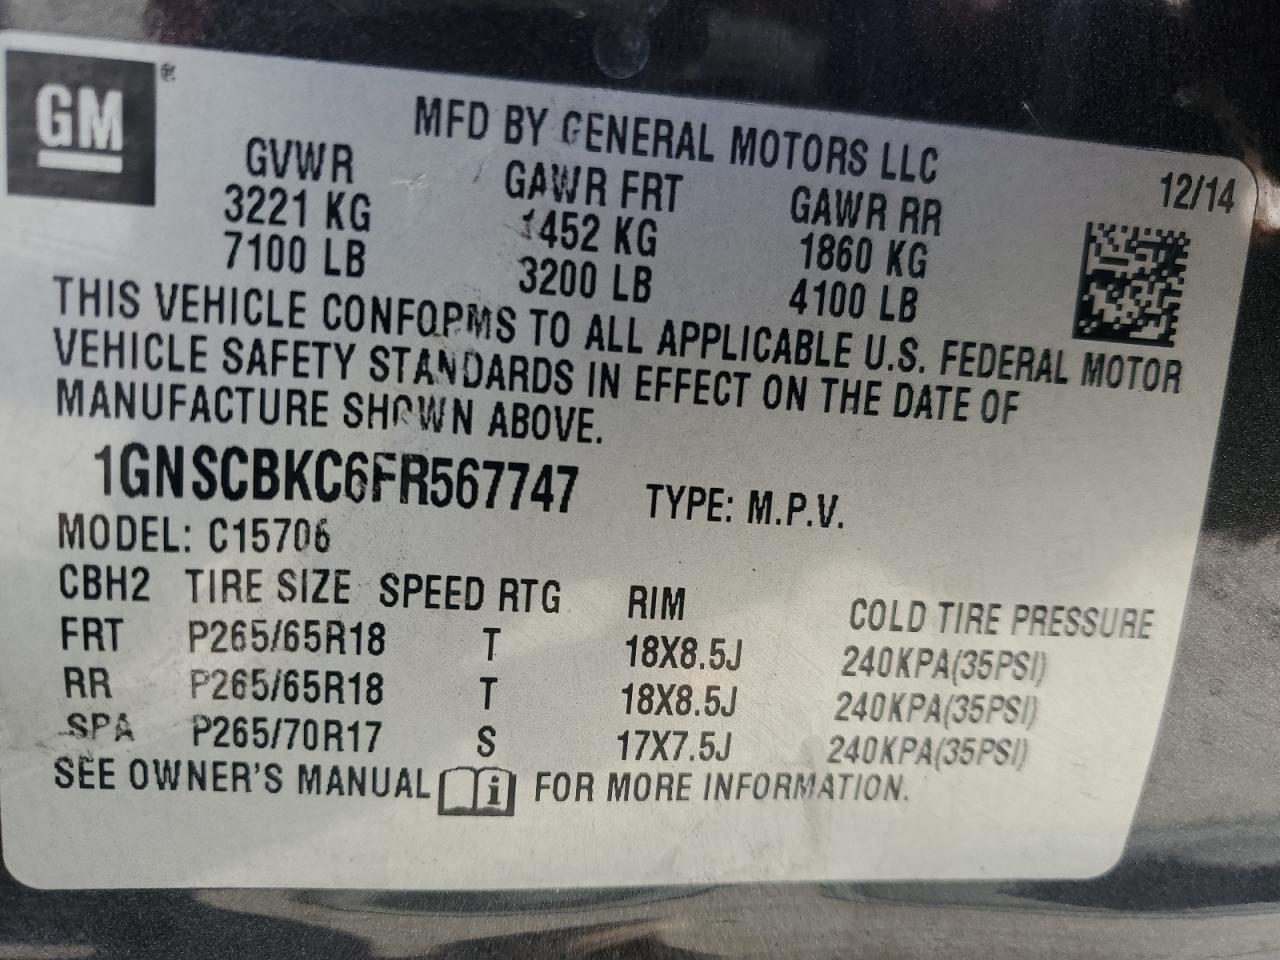 GM ®
MFD BY GENERAL MOTORS LLC
12/14
GVWR GAWR FRT GAWR RR
3221 KG 1452 KG 1860 KG
7100 LB 3200 LB 4100 LB
THIS VEHICLE CONFORMS TO ALL APPLICABLE U.S. FEDERAL MOTOR
VEHICLE SAFETY STANDARDS IN EFFECT ON THE DATE OF
MANUFACTURE SHOWN ABOVE.
1GNSCBKC6FR567747 TYPE: M.P.V.
MODEL: C15706
CBH2 TIRE SIZE SPEED RTG RIM COLD TIRE PRESSURE
FRT P265/65R18 T 18X8.5J 240KPA(35PSI)
RR P265/65R18 T 18X8.5J 240KPA(35PSI)
SPA P265/70R17 S 17X7.5J 240KPA(35PSI)
SEE OWNER'S MANUAL i FOR MORE INFORMATION.